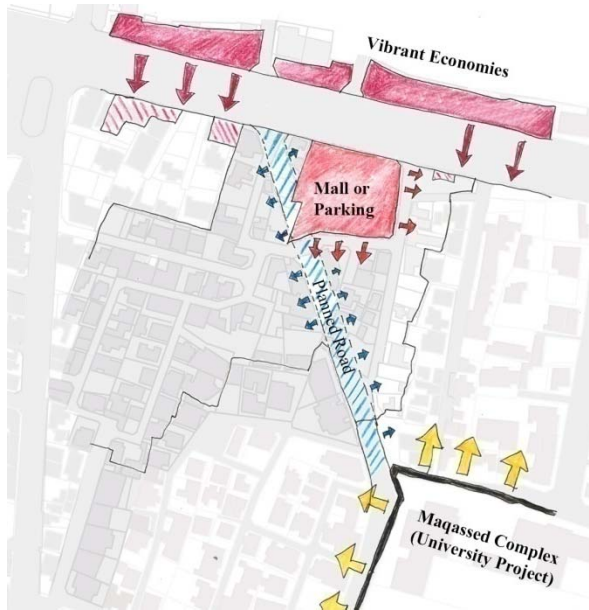 Vibrant Economies
Mall or
Parking
Planned Road
Maqassed Complex
(University Project)